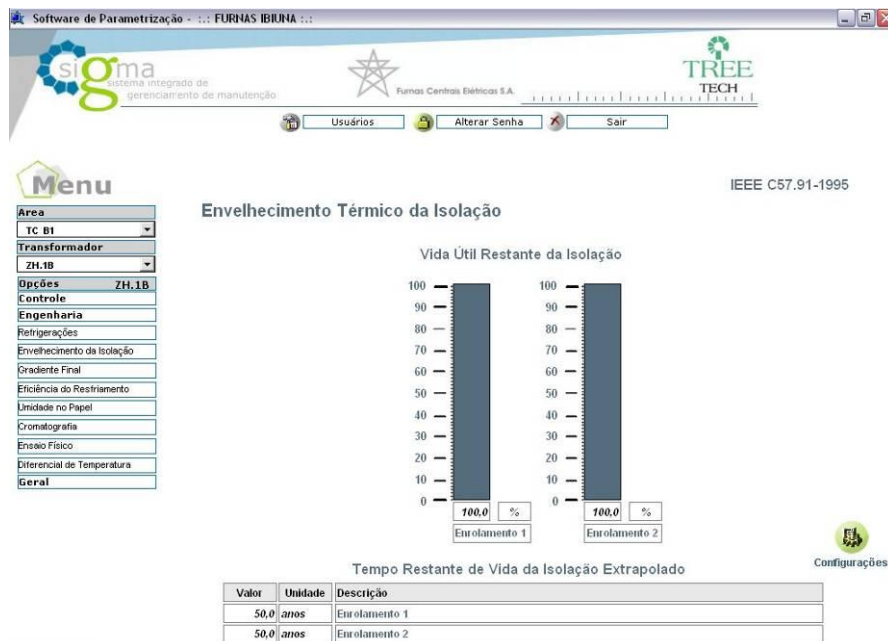 Software de Parametrização - :.: FURNAS IBIUNA :.:
sigma
sistema integrado de
gerenciamento de manutenção
Furnas Centrais Elétricas S.A.
TREE
TECH
Usuários
Alterar Senha
Sair
Menu
IEEE C57.91-1995
Area
TC B1
Transformador
ZH.1B
Opções ZH.1B
Controle
Engenharia
Refrigerações
Envelhecimento da Isolação
Gradiente Final
Eficiência do Resfriamento
Umidade no Papel
Cromatografia
Ensaio Físico
Diferencial de Temperatura
Geral
Envelhecimento Térmico da Isolação
Vida Útil Restante da Isolação
100 100
90 90
80 80
70 70
60 60
50 50
40 40
30 30
20 20
10 10
0 0
100,0 % 100,0 %
Enrolamento 1 Enrolamento 2
Configurações
Tempo Restante de Vida da Isolação Extrapolado
Valor Unidade Descrição
50,0 anos Enrolamento 1
50,0 anos Enrolamento 2